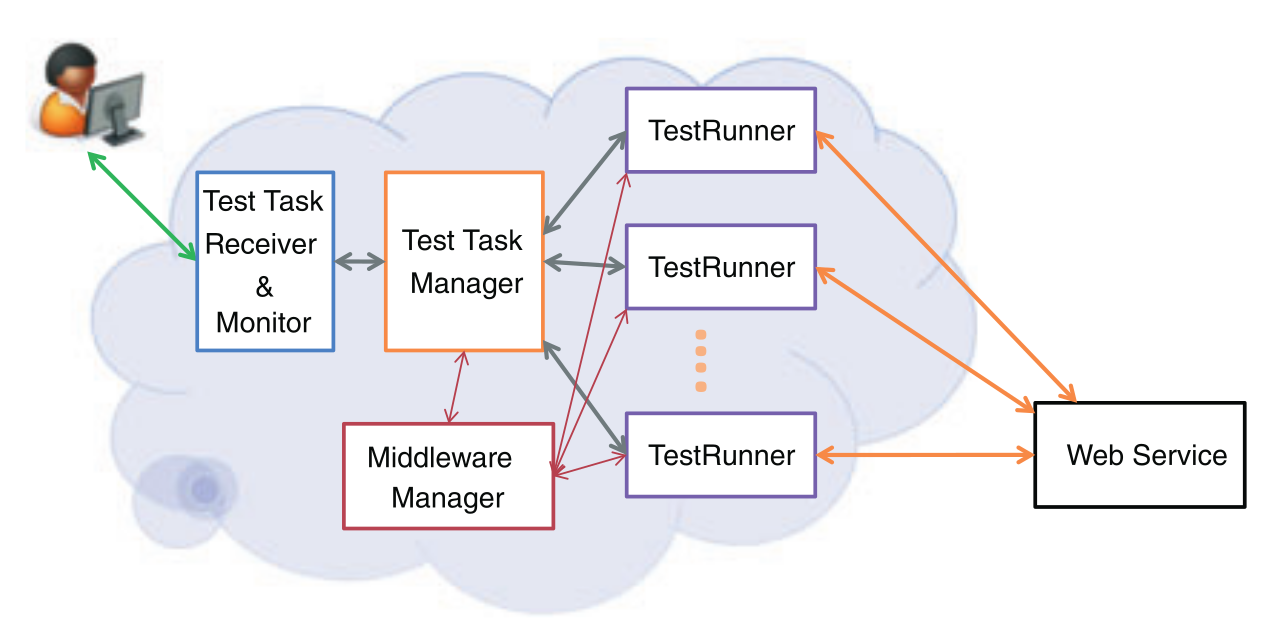 Test Task
Receiver
&
Monitor
Test Task
Manager
TestRunner
TestRunner
TestRunner
Middleware
Manager
Web Service